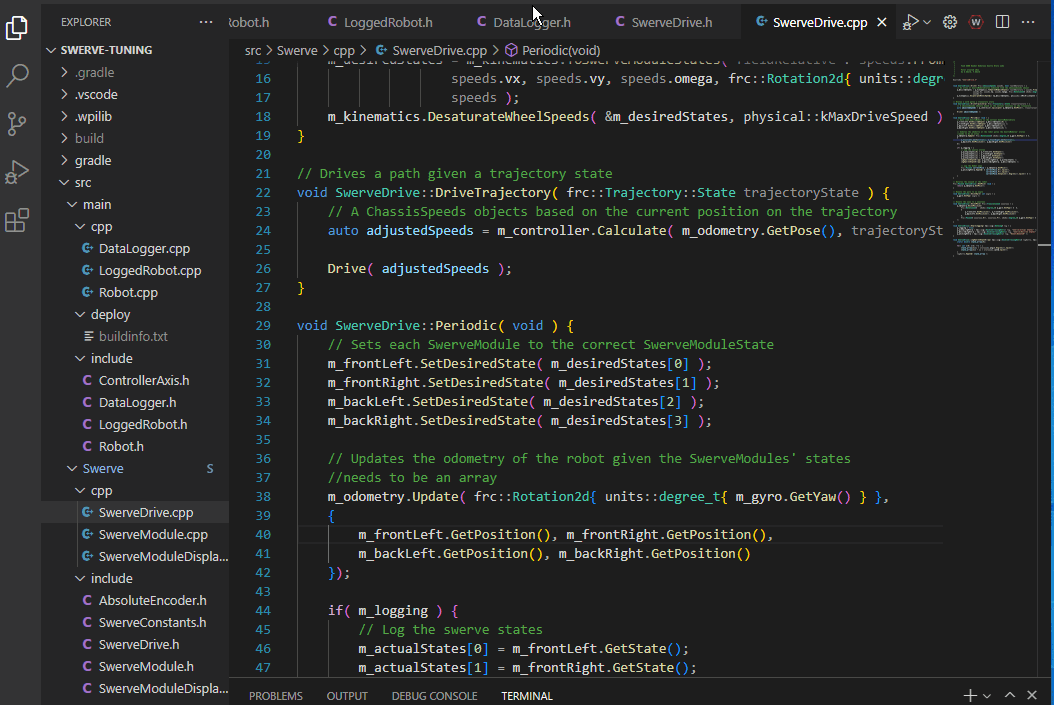 EXPLORER
SWERVE-TUNING
.gradle
.vscode
.wpilib
build
gradle
src
main
cpp
DataLogger.cpp
LoggedRobot.cpp
Robot.cpp
deploy
buildinfo.txt
include
ControllerAxis.h
DataLogger.h
LoggedRobot.h
Robot.h
Swerve S
cpp
SwerveDrive.cpp
SwerveModule.cpp
SwerveModuleDispla...
include
AbsoluteEncoder.h
SwerveConstants.h
SwerveDrive.h
SwerveModule.h
SwerveModuleDispla...
Robot.h LoggedRobot.h DataLogger.h SwerveDrive.h SwerveDrive.cpp
src > Swerve > cpp > SwerveDrive.cpp > Periodic(void)
16 speeds.vx, speeds.vy, speeds.omega, frc::Rotation2d{ units::degr
17 speeds );
18 m_kinematics.DesaturateWheelSpeeds( &m_desiredStates, physical::kMaxDriveSpeed )
19 }
20
21 // Drives a path given a trajectory state
22 void SwerveDrive::DriveTrajectory( frc::Trajectory::State trajectoryState ) {
23 // A ChassisSpeeds objects based on the current position on the trajectory
24 auto adjustedSpeeds = m_controller.Calculate( m_odometry.GetPose(), trajectorySt
25
26 Drive( adjustedSpeeds );
27 }
28
29 void SwerveDrive::Periodic( void ) {
30 // Sets each SwerveModule to the correct SwerveModuleState
31 m_frontLeft.SetDesiredState( m_desiredStates[0] );
32 m_frontRight.SetDesiredState( m_desiredStates[1] );
33 m_backLeft.SetDesiredState( m_desiredStates[2] );
34 m_backRight.SetDesiredState( m_desiredStates[3] );
35
36 // Updates the odometry of the robot given the SwerveModules' states
37 //needs to be an array
38 m_odometry.Update( frc::Rotation2d{ units::degree_t{ m_gyro.GetYaw() } },
39 {
40 m_frontLeft.GetPosition(), m_frontRight.GetPosition(),
41 m_backLeft.GetPosition(), m_backRight.GetPosition()
42 });
43
44 if( m_logging ) {
45 // Log the swerve states
46 m_actualStates[0] = m_frontLeft.GetState();
47 m_actualStates[1] = m_frontRight.GetState();
PROBLEMS OUTPUT DEBUG CONSOLE TERMINAL